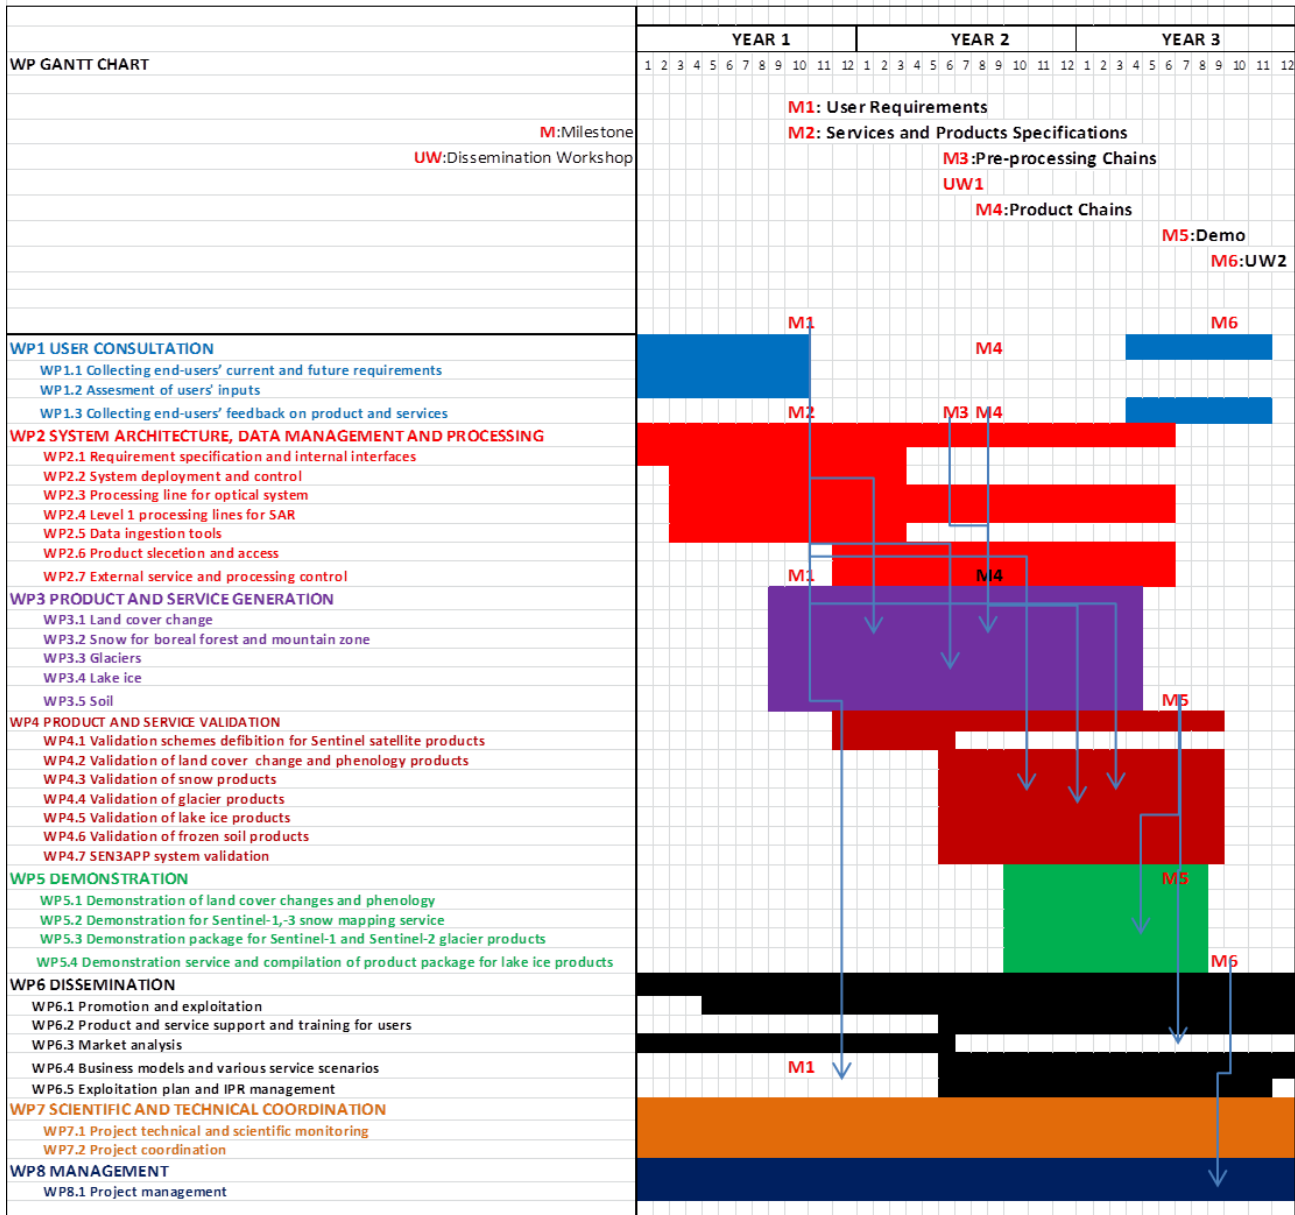 YEAR 1 YEAR 2 YEAR 3
WP GANTT CHART 1 2 3 4 5 6 7 8 9 10 11 12 1 2 3 4 5 6 7 8 9 10 11 12 1 2 3 4 5 6 7 8 9 10 11 12
M1: User Requirements
M:Milestone M2: Services and Products Specifications
UW:Dissemination Workshop M3:Pre-processing Chains
UW1
M4:Product Chains
M5:Demo
M6:UW2
M1 M6
WP1 USER CONSULTATION M4
WP1.1 Collecting end-users' current and future requirements
WP1.2 Assesment of users' inputs
WP1.3 Collecting end-users' feedback on product and services M2 M3 M4
WP2 SYSTEM ARCHITECTURE, DATA MANAGEMENT AND PROCESSING
WP2.1 Requirement specification and internal interfaces
WP2.2 System deployment and control
WP2.3 Processing line for optical system
WP2.4 Level 1 processing lines for SAR
WP2.5 Data ingestion tools
WP2.6 Product slecetion and access
WP2.7 External service and processing control M1 M4
WP3 PRODUCT AND SERVICE GENERATION
WP3.1 Land cover change
WP3.2 Snow for boreal forest and mountain zone
WP3.3 Glaciers
WP3.4 Lake ice
WP3.5 Soil M5
WP4 PRODUCT AND SERVICE VALIDATION
WP4.1 Validation schemes defibition for Sentinel satellite products
WP4.2 Validation of land cover change and phenology products
WP4.3 Validation of snow products
WP4.4 Validation of glacier products
WP4.5 Validation of lake ice products
WP4.6 Validation of frozen soil products
WP4.7 SEN3APP system validation
WP5 DEMONSTRATION M5
WP5.1 Demonstration of land cover changes and phenology
WP5.2 Demonstration for Sentinel-1,-3 snow mapping service
WP5.3 Demonstration package for Sentinel-1 and Sentinel-2 glacier products
WP5.4 Demonstration service and compilation of product package for lake ice products M6
WP6 DISSEMINATION
WP6.1 Promotion and exploitation
WP6.2 Product and service support and training for users
WP6.3 Market analysis
WP6.4 Business models and various service scenarios M1
WP6.5 Exploitation plan and IPR management
WP7 SCIENTIFIC AND TECHNICAL COORDINATION
WP7.1 Project technical and scientific monitoring
WP7.2 Project coordination
WP8 MANAGEMENT
WP8.1 Project management